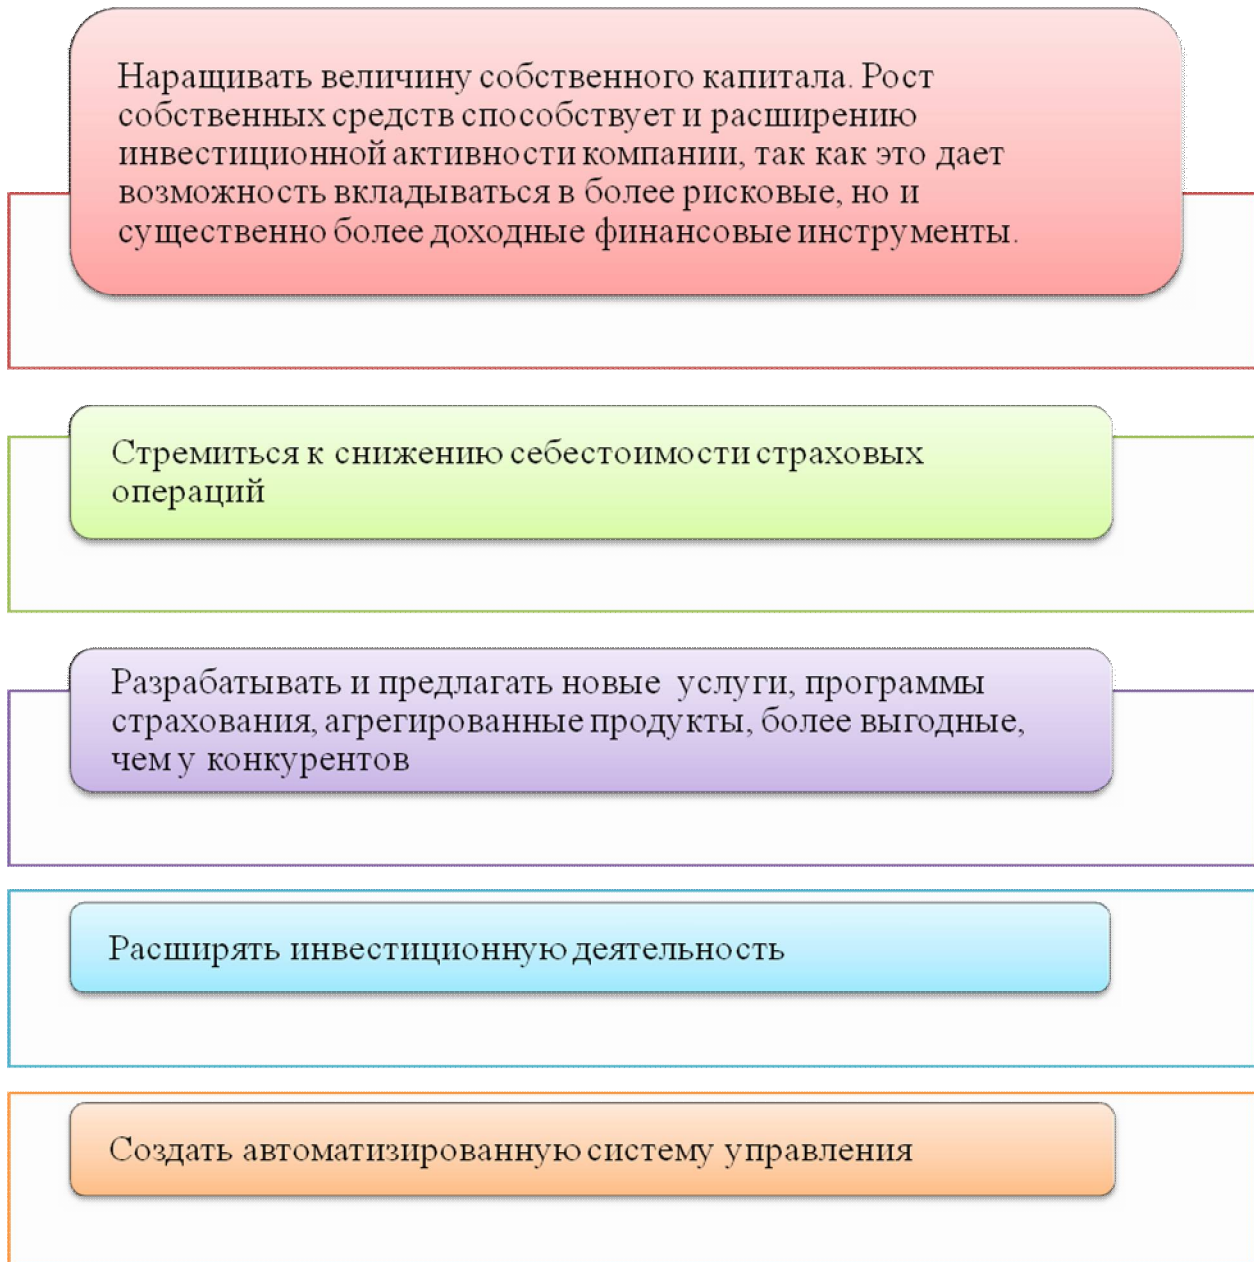 Наращивать величину собственного капитала. Рост
собственных средств способствует и расширению
инвестиционной активности компании, так как это дает
возможность вкладываться в более рисковые, но и
существенно более доходные финансовые инструменты.
Стремиться к снижению себестоимости страховых
операций
Разрабатывать и предлагать новые услуги, программы
страхования, агрегированные продукты, более выгодные,
чем у конкурентов
Расширять инвестиционную деятельность
Создать автоматизированную систему управления